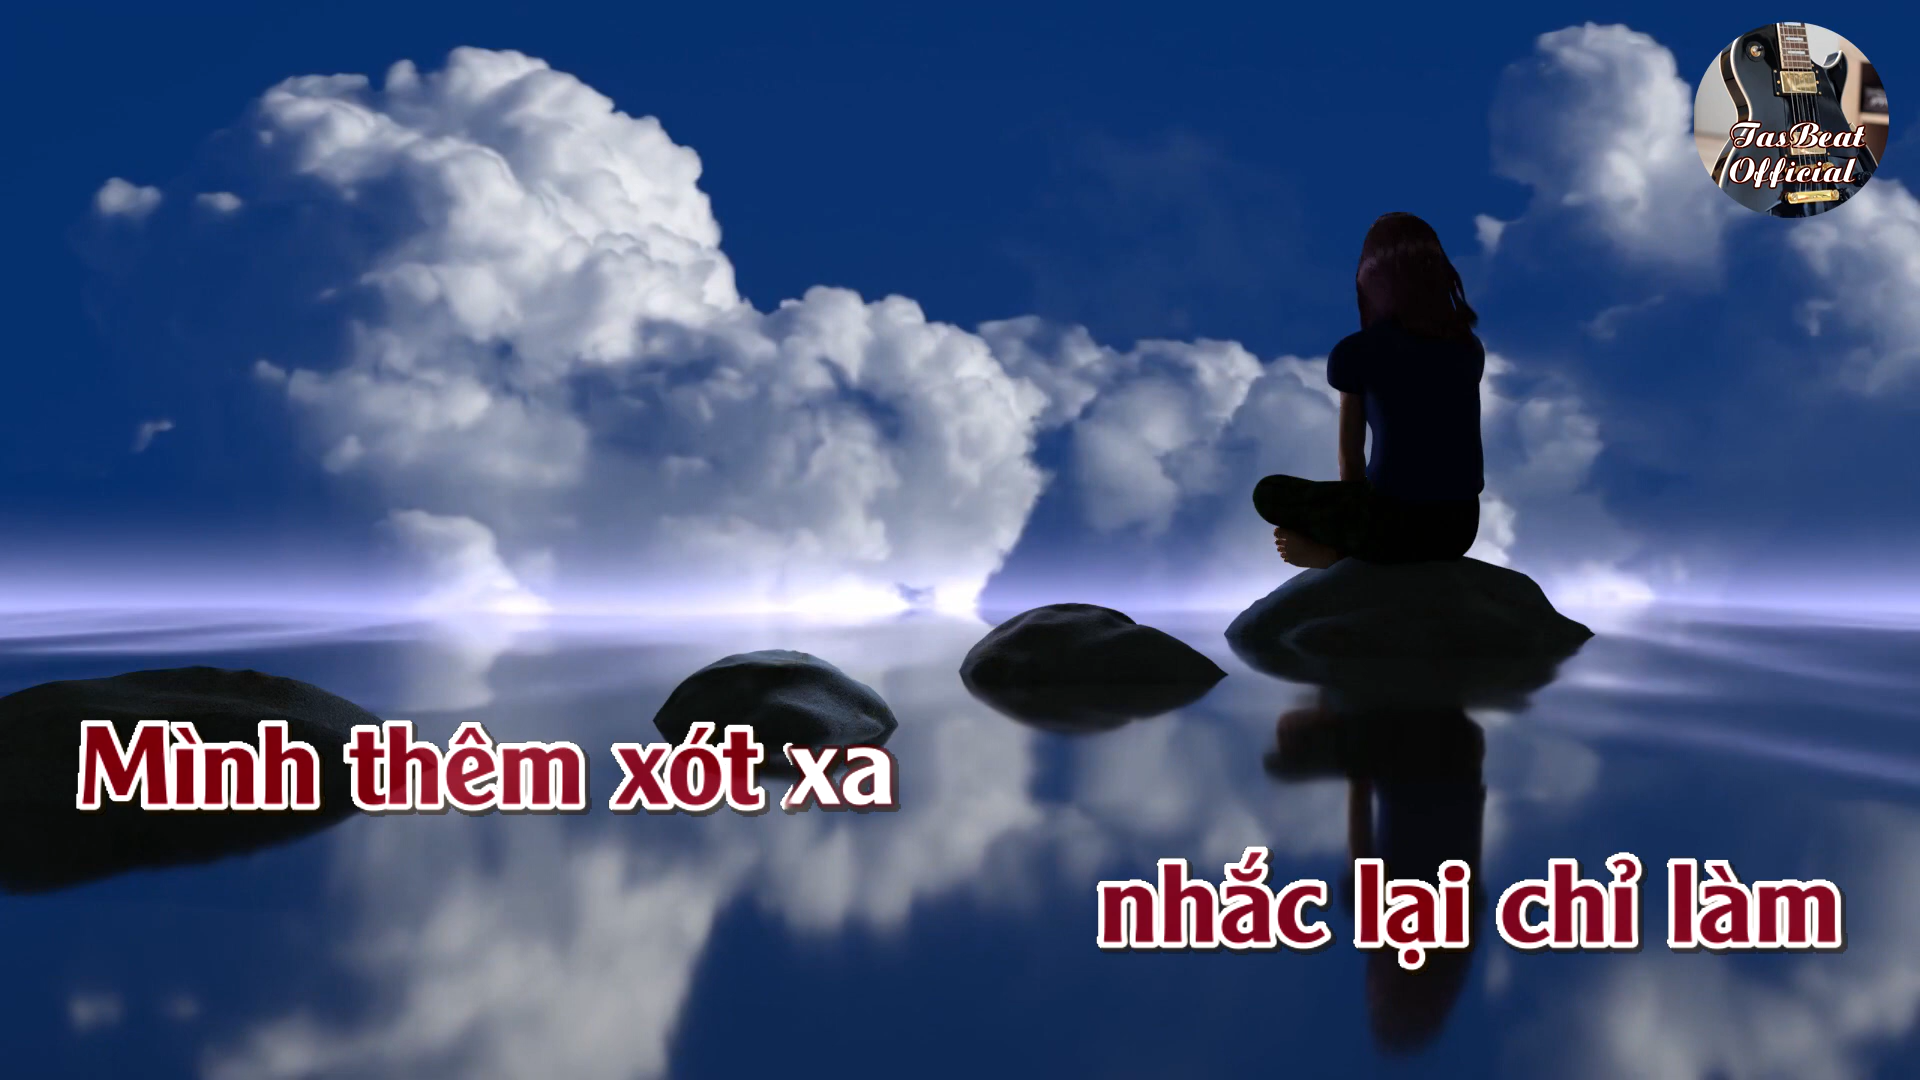 TasBeat
Official
nhắc lại chỉ làm
Mình thêm xót xa